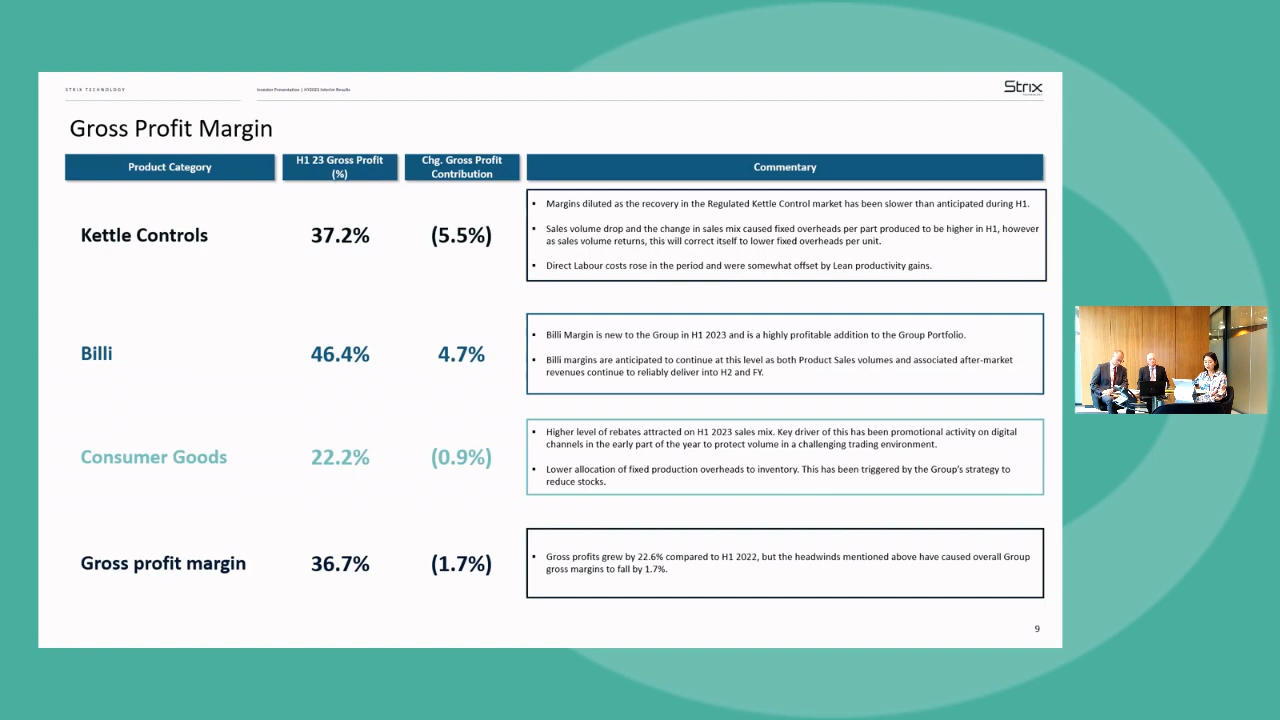 STRIX TECHNOLOGY
Investor Presentation | HY2023 Interim Results
Strix
Gross Profit Margin
Product Category
H1 23 Gross Profit
(%)
Chg. Gross Profit
Contribution
Commentary
Kettle Controls
37.2%
(5.5%)
▪ Margins diluted as the recovery in the Regulated Kettle Control market has been slower than anticipated during H1.
▪ Sales volume drop and the change in sales mix caused fixed overheads per part produced to be higher in H1, however
as sales volume returns, this will correct itself to lower fixed overheads per unit.
▪ Direct Labour costs rose in the period and were somewhat offset by Lean productivity gains.
Billi
46.4%
4.7%
▪ Billi Margin is new to the Group in H1 2023 and is a highly profitable addition to the Group Portfolio.
▪ Billi margins are anticipated to continue at this level as both Product Sales volumes and associated after-market
revenues continue to reliably deliver into H2 and FY.
Consumer Goods
22.2%
(0.9%)
▪ Higher level of rebates attracted on H1 2023 sales mix. Key driver of this has been promotional activity on digital
channels in the early part of the year to protect volume in a challenging trading environment.
▪ Lower allocation of fixed production overheads to inventory. This has been triggered by the Group's strategy to
reduce stocks.
Gross profit margin
36.7%
(1.7%)
▪ Gross profits grew by 22.6% compared to H1 2022, but the headwinds mentioned above have caused overall Group
gross margins to fall by 1.7%.
9